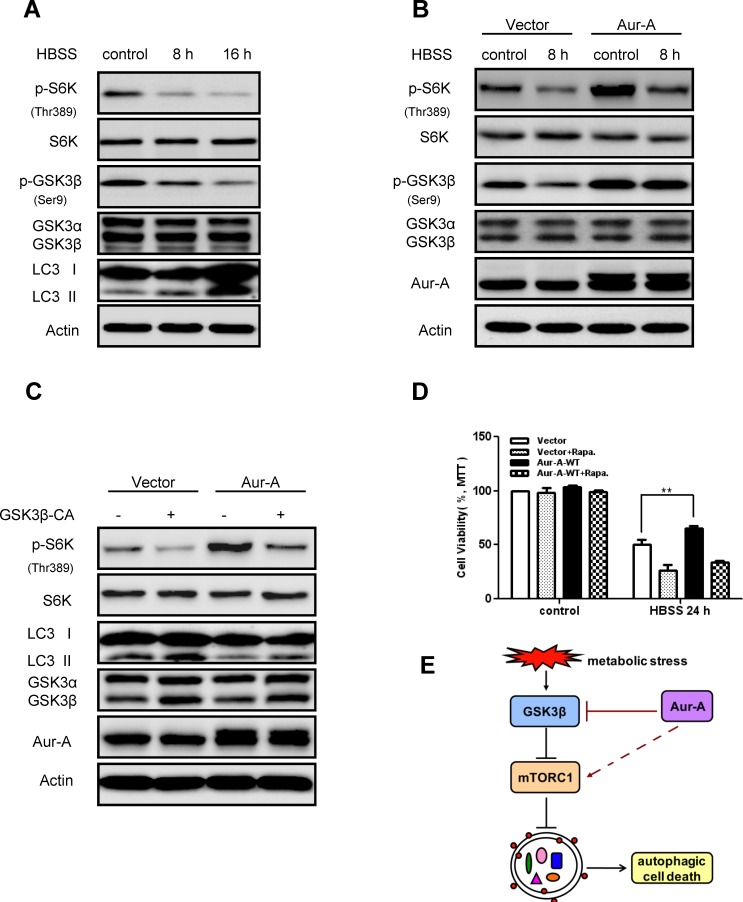 A
HBSS control 8 h 16 h
p-S6K
(Thr389)
S6K
p-GSK3β
(Ser9)
GSK3α
GSK3β
LC3 I
LC3 II
Actin
B
Vector Aur-A
HBSS control 8 h control 8 h
p-S6K
(Thr389)
S6K
p-GSK3β
(Ser9)
GSK3α
GSK3β
Aur-A
Actin
C
Vector Aur-A
GSK3β-CA - + - +
p-S6K
(Thr389)
S6K
LC3 I
LC3 II
GSK3α
GSK3β
Aur-A
Actin
D
Cell Viability( %, MTT )
150
100
50
0
Vector
Vector+Rapa.
Aur-A-WT
Aur-A-WT+Rapa.
**
control HBSS 24 h
E
metabolic stress
GSK3β
Aur-A
mTORC1
autophagic
cell death